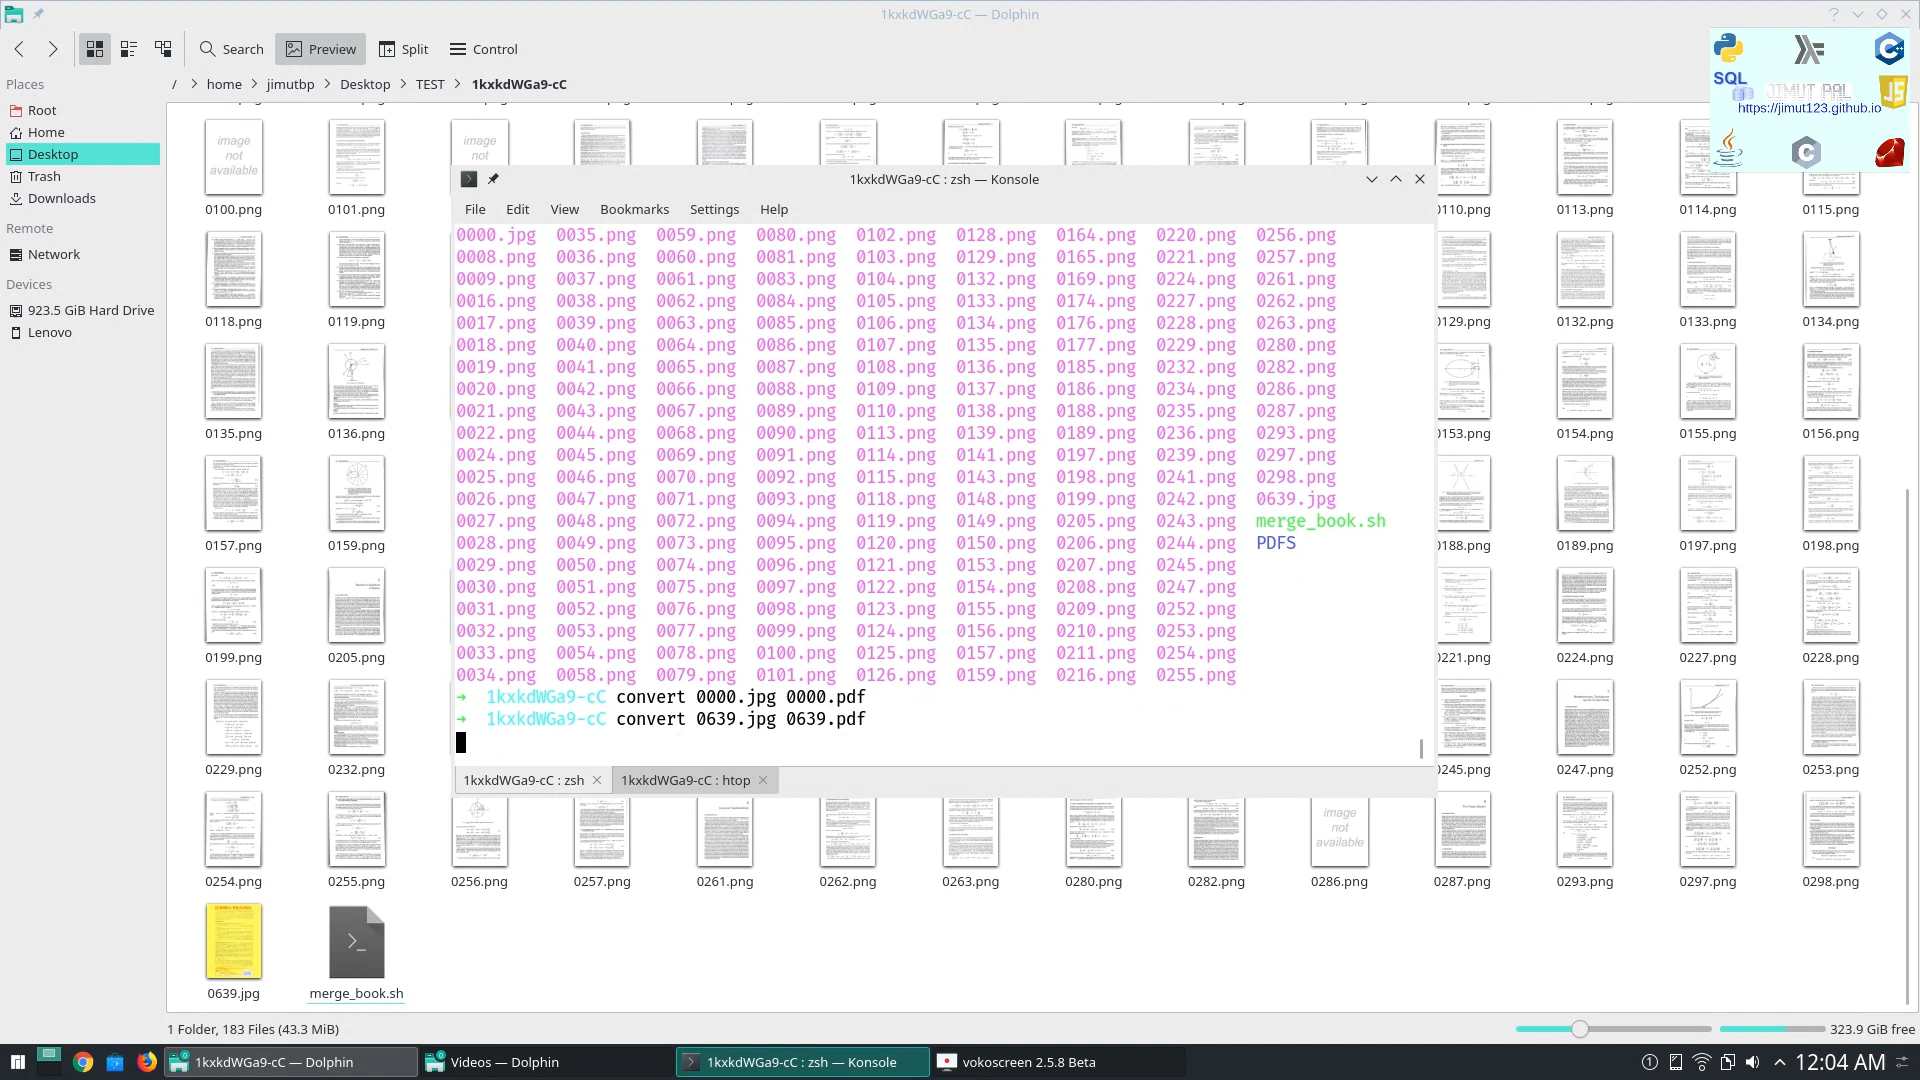 1kxkdWGa9-cC — Dolphin
Search Preview Split Control
/ > home > jimutbp > Desktop > TEST > 1kxkdWGa9-cC
Places
Root
Home
Desktop
Trash
Downloads
Remote
Network
Devices
923.5 GiB Hard Drive
Lenovo
SQL
JIMUT PAL
JS
https://jimut123.github.io
C
image
not
available
image
not
available
0100.png 0101.png 0110.png 0113.png 0114.png 0115.png
0118.png 0119.png 0129.png 0132.png 0133.png 0134.png
0135.png 0136.png 0153.png 0154.png 0155.png 0156.png
0157.png 0159.png 0188.png 0189.png 0197.png 0198.png
0199.png 0205.png 0221.png 0224.png 0227.png 0228.png
0229.png 0232.png 0245.png 0247.png 0252.png 0253.png
image
not
available
0254.png 0255.png 0256.png 0257.png 0261.png 0262.png 0263.png 0280.png 0282.png 0286.png 0287.png 0293.png 0297.png 0298.png
0639.jpg merge_book.sh
1kxkdWGa9-cC : zsh — Konsole
File Edit View Bookmarks Settings Help
0000.jpg 0035.png 0059.png 0080.png 0102.png 0128.png 0164.png 0220.png 0256.png
0008.png 0036.png 0060.png 0081.png 0103.png 0129.png 0165.png 0221.png 0257.png
0009.png 0037.png 0061.png 0083.png 0104.png 0132.png 0169.png 0224.png 0261.png
0016.png 0038.png 0062.png 0084.png 0105.png 0133.png 0174.png 0227.png 0262.png
0017.png 0039.png 0063.png 0085.png 0106.png 0134.png 0176.png 0228.png 0263.png
0018.png 0040.png 0064.png 0086.png 0107.png 0135.png 0177.png 0229.png 0280.png
0019.png 0041.png 0065.png 0087.png 0108.png 0136.png 0185.png 0232.png 0282.png
0020.png 0042.png 0066.png 0088.png 0109.png 0137.png 0186.png 0234.png 0286.png
0021.png 0043.png 0067.png 0089.png 0110.png 0138.png 0188.png 0235.png 0287.png
0022.png 0044.png 0068.png 0090.png 0113.png 0139.png 0189.png 0236.png 0293.png
0024.png 0045.png 0069.png 0091.png 0114.png 0141.png 0197.png 0239.png 0297.png
0025.png 0046.png 0070.png 0092.png 0115.png 0143.png 0198.png 0241.png 0298.png
0026.png 0047.png 0071.png 0093.png 0118.png 0148.png 0199.png 0242.png 0639.jpg
0027.png 0048.png 0072.png 0094.png 0119.png 0149.png 0205.png 0243.png merge_book.sh
0028.png 0049.png 0073.png 0095.png 0120.png 0150.png 0206.png 0244.png PDFS
0029.png 0050.png 0074.png 0096.png 0121.png 0153.png 0207.png 0245.png
0030.png 0051.png 0075.png 0097.png 0122.png 0154.png 0208.png 0247.png
0031.png 0052.png 0076.png 0098.png 0123.png 0155.png 0209.png 0252.png
0032.png 0053.png 0077.png 0099.png 0124.png 0156.png 0210.png 0253.png
0033.png 0054.png 0078.png 0100.png 0125.png 0157.png 0211.png 0254.png
0034.png 0058.png 0079.png 0101.png 0126.png 0159.png 0216.png 0255.png
➜ 1kxkdWGa9-cC convert 0000.jpg 0000.pdf
➜ 1kxkdWGa9-cC convert 0639.jpg 0639.pdf
1kxkdWGa9-cC : zsh 1kxkdWGa9-cC : htop
1 Folder, 183 Files (43.3 MiB) 323.9 GiB free
1kxkdWGa9-cC — Dolphin Videos — Dolphin 1kxkdWGa9-cC : zsh — Konsole vokoscreen 2.5.8 Beta 12:04 AM